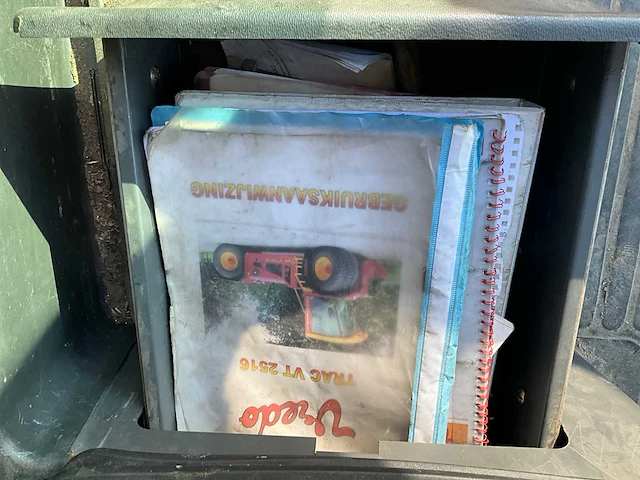 Vredo
TRAC VT 2516
GEBRUIKSAANWIJZING